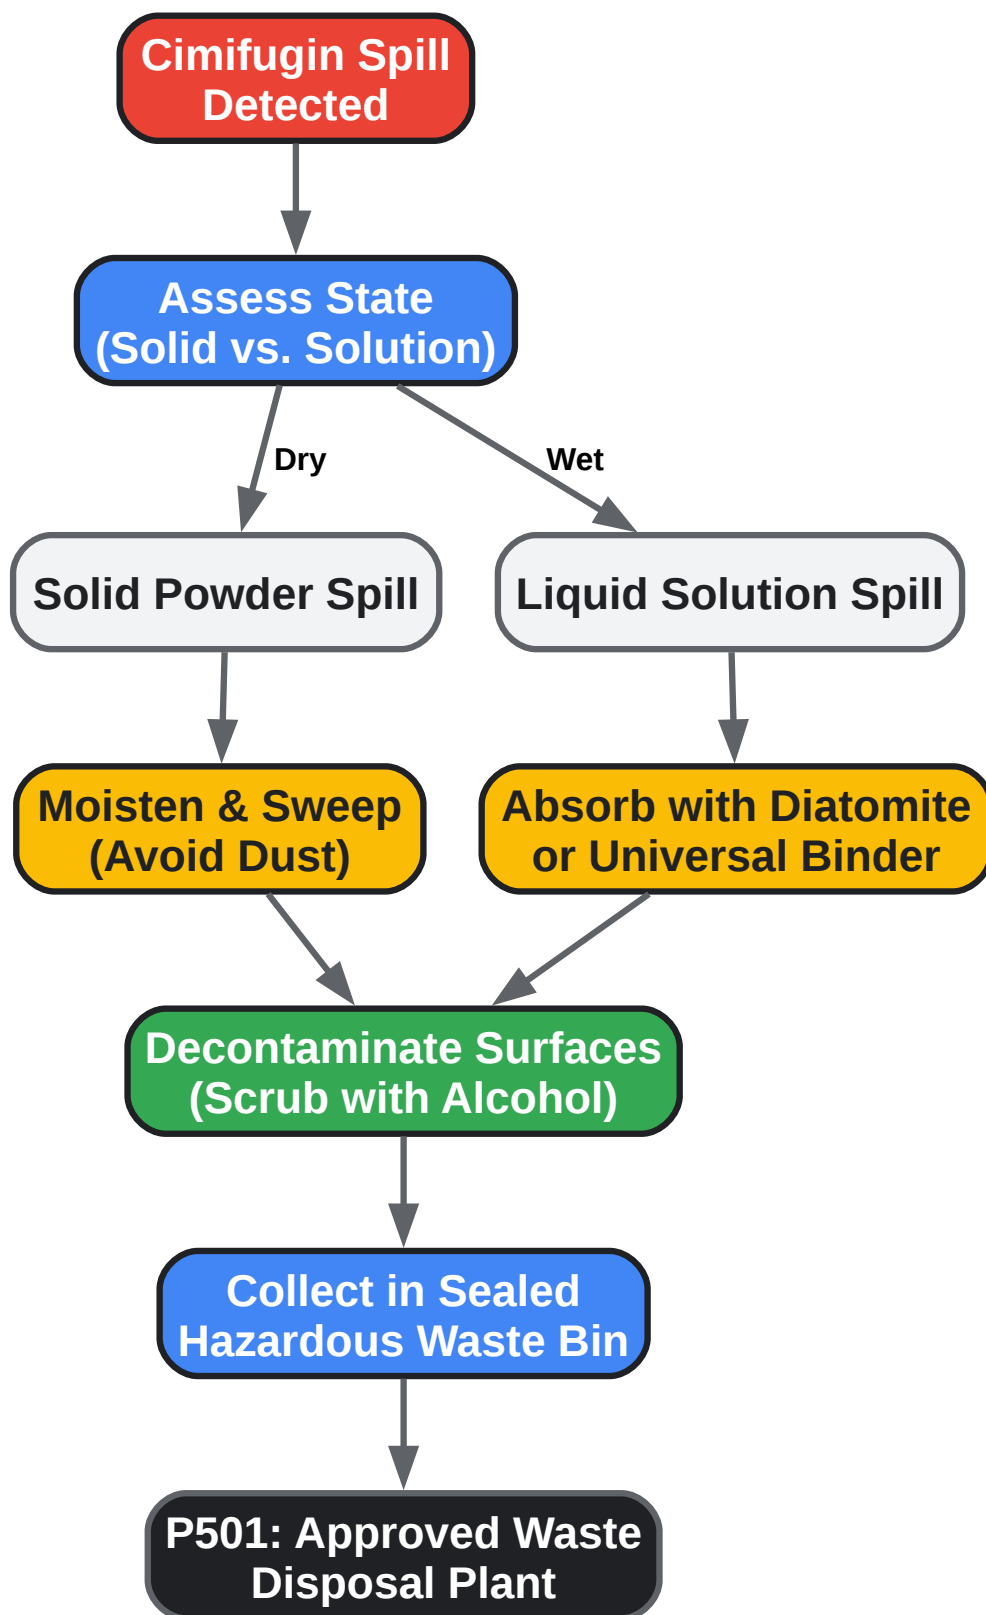 Cimifugin Spill
Detected
Assess State
(Solid vs. Solution)
Dry
Wet
Solid Powder Spill
Liquid Solution Spill
Moisten & Sweep
(Avoid Dust)
Absorb with Diatomite
or Universal Binder
Decontaminate Surfaces
(Scrub with Alcohol)
Collect in Sealed
Hazardous Waste Bin
P501: Approved Waste
Disposal Plant